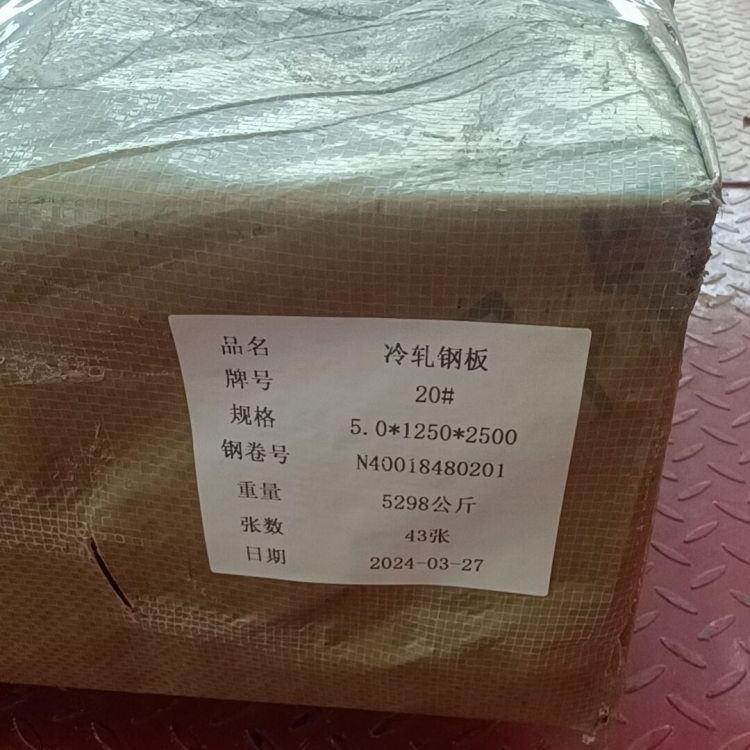 品名 冷轧钢板
牌号 20#
规格 5.0*1250*2500
钢卷号 N40018480201
重量 5298公斤
张数 43张
日期 2024-03-27